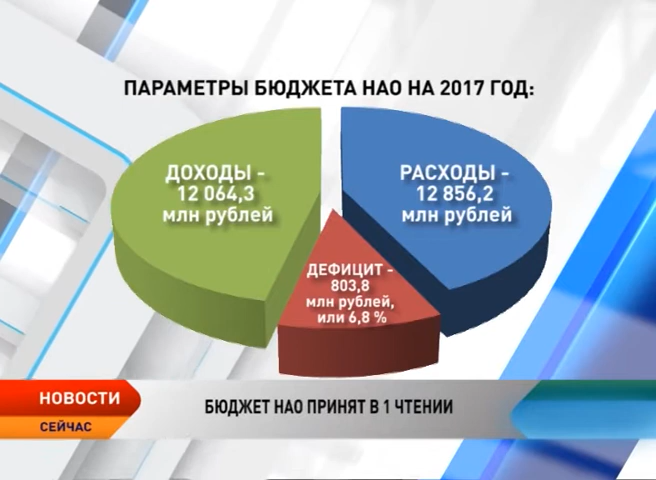 ПАРАМЕТРЫ БЮДЖЕТА НАО НА 2017 ГОД:
ДОХОДЫ -
12 064,3
млн рублей
РАСХОДЫ -
12 856,2
млн рублей
ДЕФИЦИТ -
803,8
млн рублей,
или 6,8 %
НОВОСТИ
СЕЙЧАС
БЮДЖЕТ НАО ПРИНЯТ В 1 ЧТЕНИИ